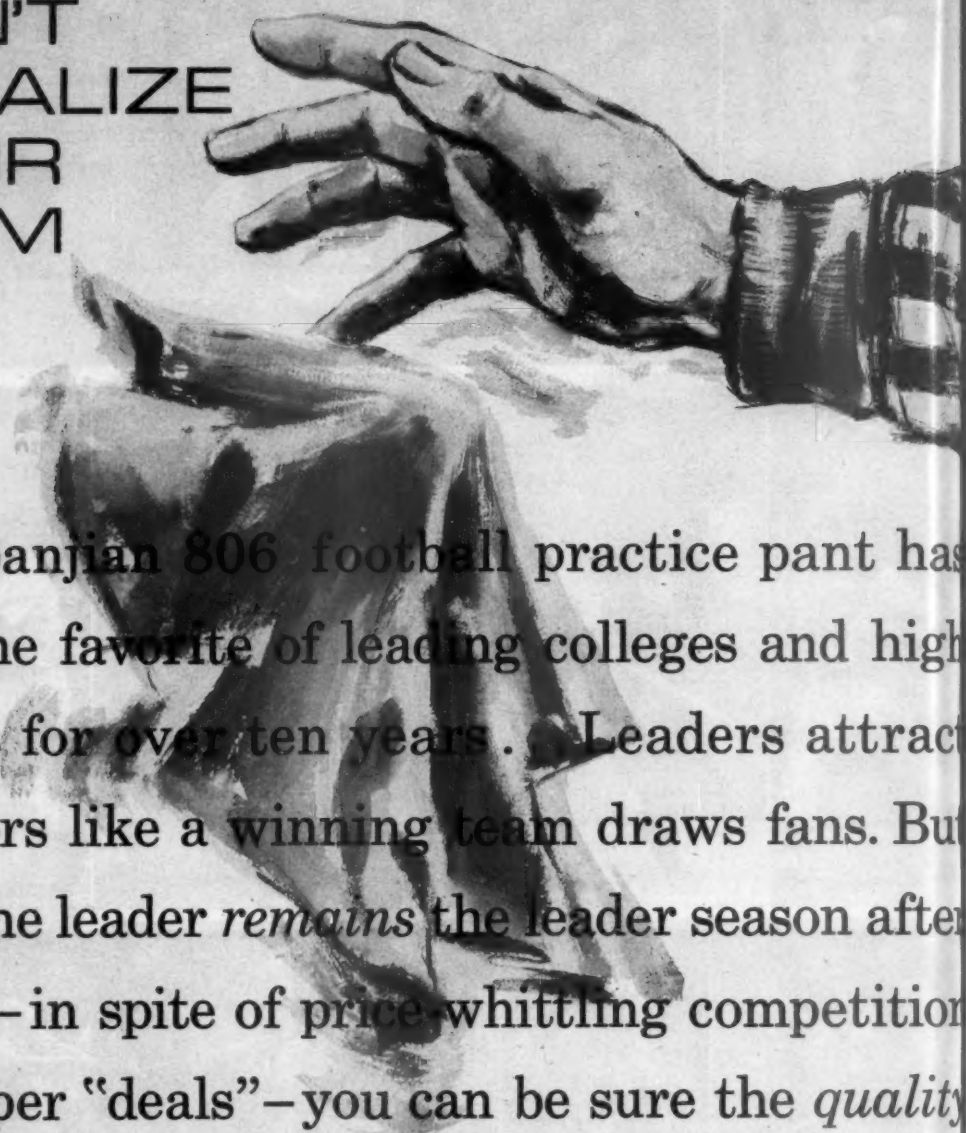 N'T
ALIZE
R
M
anjian 806 football practice pant has
he favorite of leading colleges and high
for over ten years... Leaders attract
rs like a winning team draws fans. But
he leader remains the leader season after
–in spite of price-whittling competition
per "deals"–you can be sure the quality